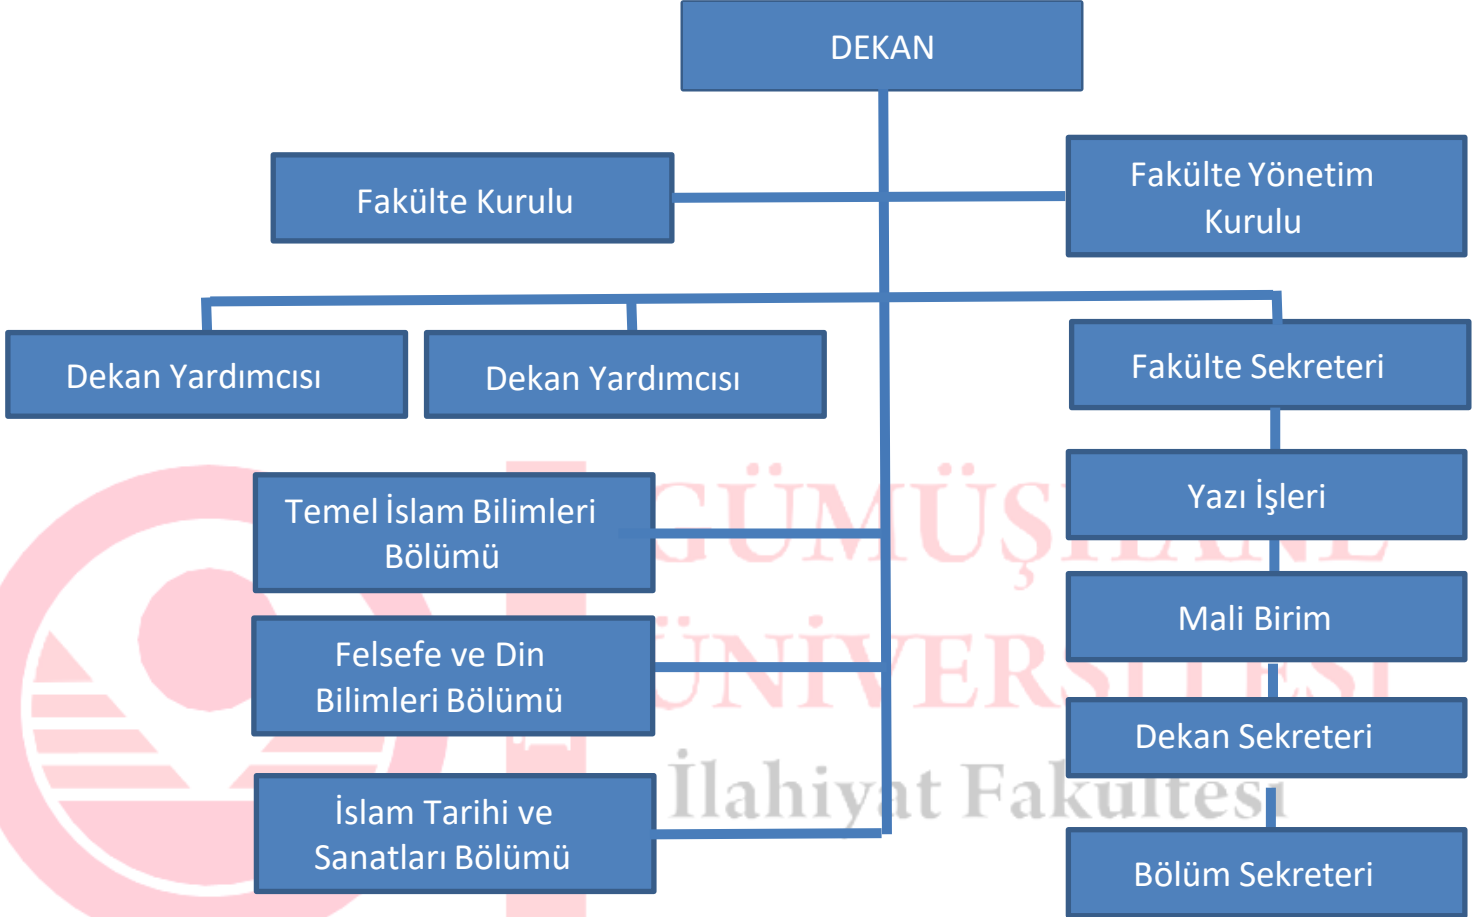 DEKAN
Fakülte Kurulu
Fakülte Yönetim
Kurulu
Dekan Yardımcısı
Dekan Yardımcısı
Fakülte Sekreteri
Temel İslam Bilimleri
Bölümü
Yazı İşleri
Felsefe ve Din
Bilimleri Bölümü
Mali Birim
Dekan Sekreteri
İslam Tarihi ve
Sanatları Bölümü
Bölüm Sekreteri
GÜMÜŞHANE
ÜNİVERSİTESİ
İlahiyat Fakültesi